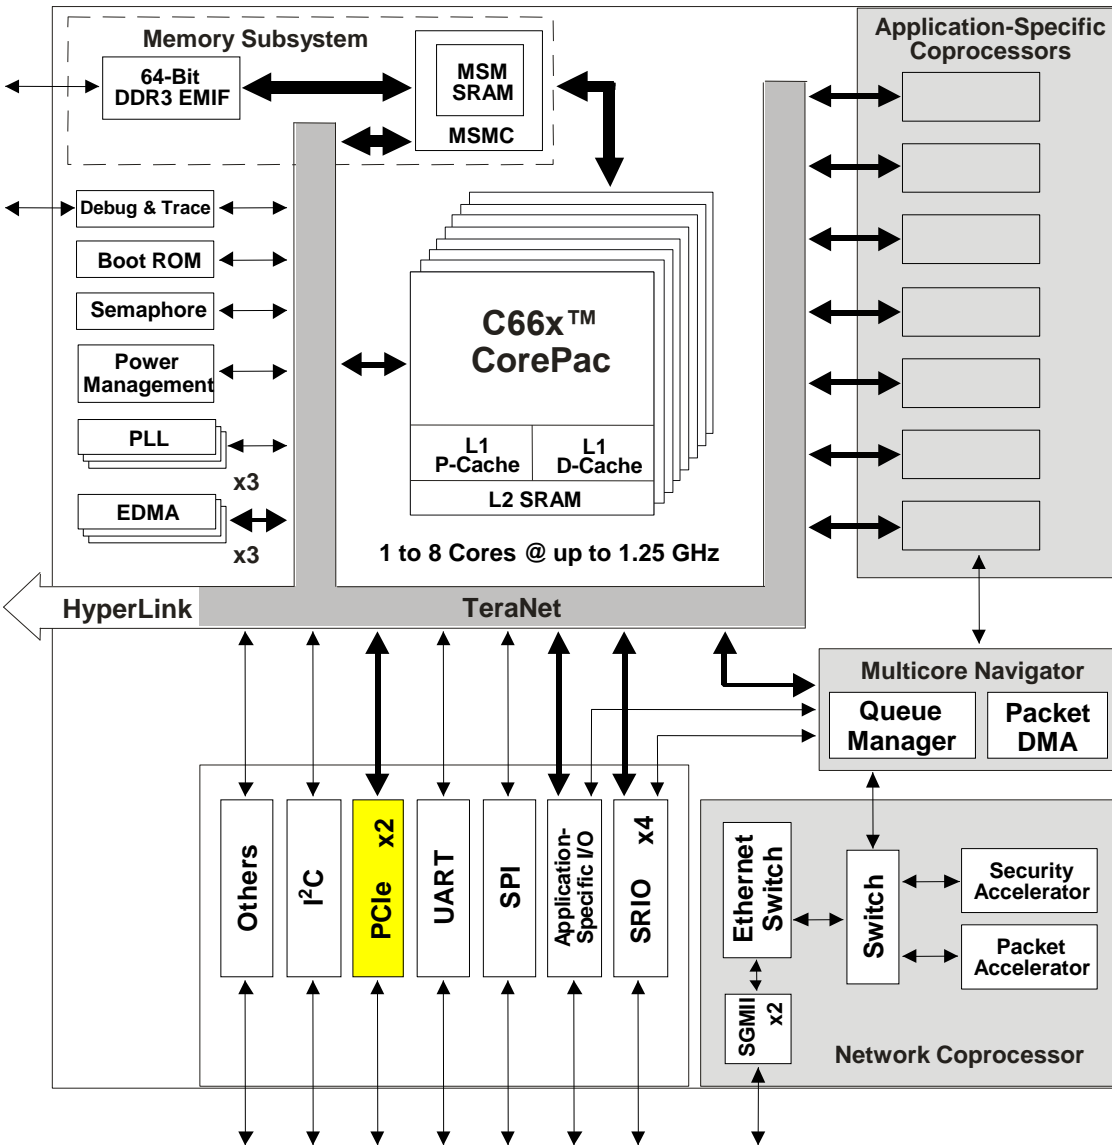 Memory Subsystem
64-Bit
DDR3 EMIF
MSM
SRAM
MSMC
Application-Specific
Coprocessors
Debug & Trace
Boot ROM
Semaphore
Power
Management
PLL
x3
EDMA
x3
C66x™
CorePac
L1
P-Cache
L1
D-Cache
L2 SRAM
1 to 8 Cores @ up to 1.25 GHz
HyperLink
TeraNet
Multicore Navigator
Queue
Manager
Packet
DMA
Others
I²C
PCIe x2
UART
SPI
Application-
Specific I/O
SRIO x4
Ethernet
Switch
Switch
Security
Accelerator
Packet
Accelerator
SGMII
x2
Network Coprocessor